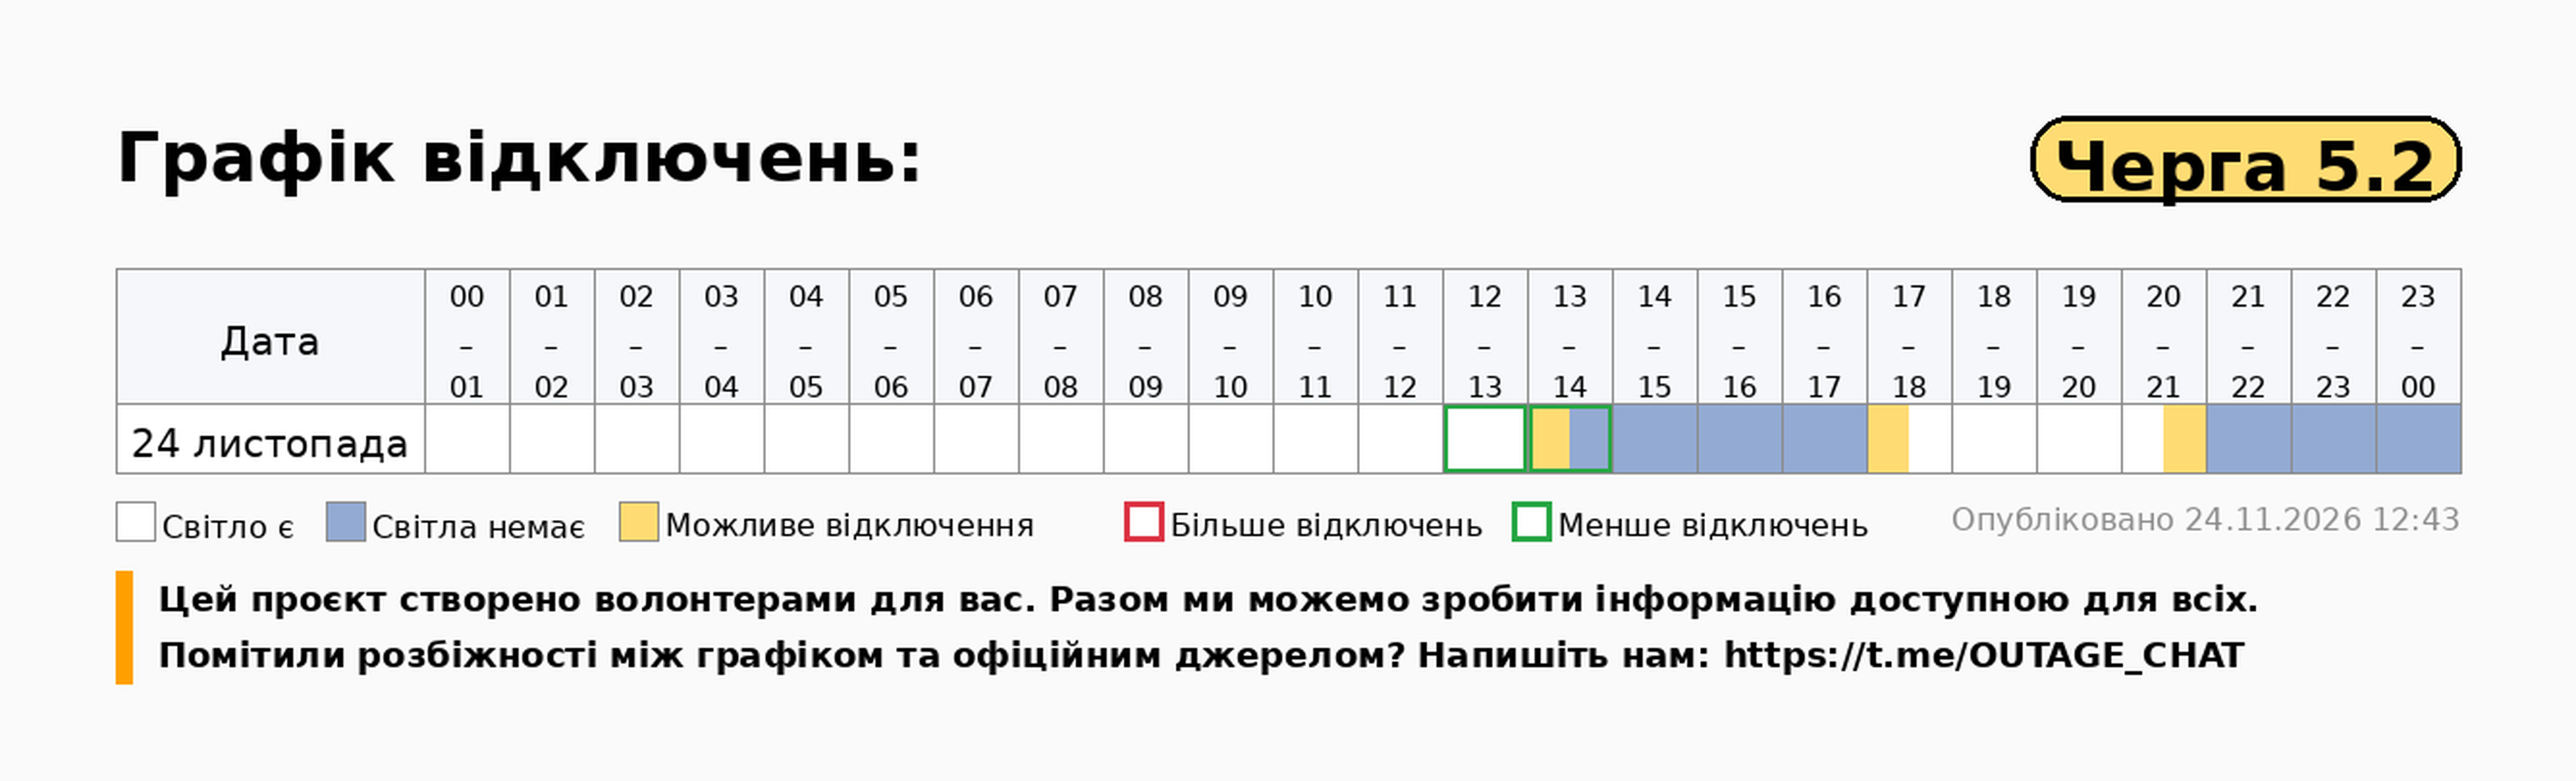 Графік відключень:
Черга 5.2
Дата
00 – 01
01 – 02
02 – 03
03 – 04
04 – 05
05 – 06
06 – 07
07 – 08
08 – 09
09 – 10
10 – 11
11 – 12
12 – 13
13 – 14
14 – 15
15 – 16
16 – 17
17 – 18
18 – 19
19 – 20
20 – 21
21 – 22
22 – 23
23 – 00
24 листопада
Світло є
Світла немає
Можливе відключення
Більше відключень
Менше відключень
Опубліковано 24.11.2026 12:43
Цей проєкт створено волонтерами для вас. Разом ми можемо зробити інформацію доступною для всіх.
Помітили розбіжності між графіком та офіційним джерелом? Напишіть нам: https://t.me/OUTAGE_CHAT